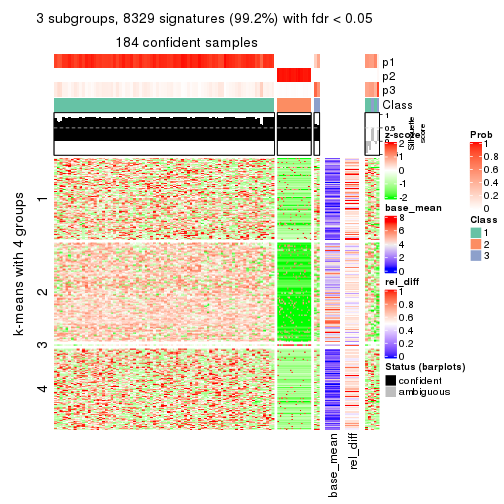 3 subgroups, 8329 signatures (99.2%) with fdr < 0.05
184 confident samples
p1
p2
p3
Class
1
0.5
0
Silhouette
score
k-means with 4 groups
1
2
3
4
base_mean
rel_diff
z-score
2
1
0
-1
-2
base_mean
8
6
4
2
0
rel_diff
1
0.8
0.6
0.4
0.2
0
Status (barplots)
confident
ambiguous
Prob
1
0.8
0.6
0.4
0.2
0
Class
1
2
3